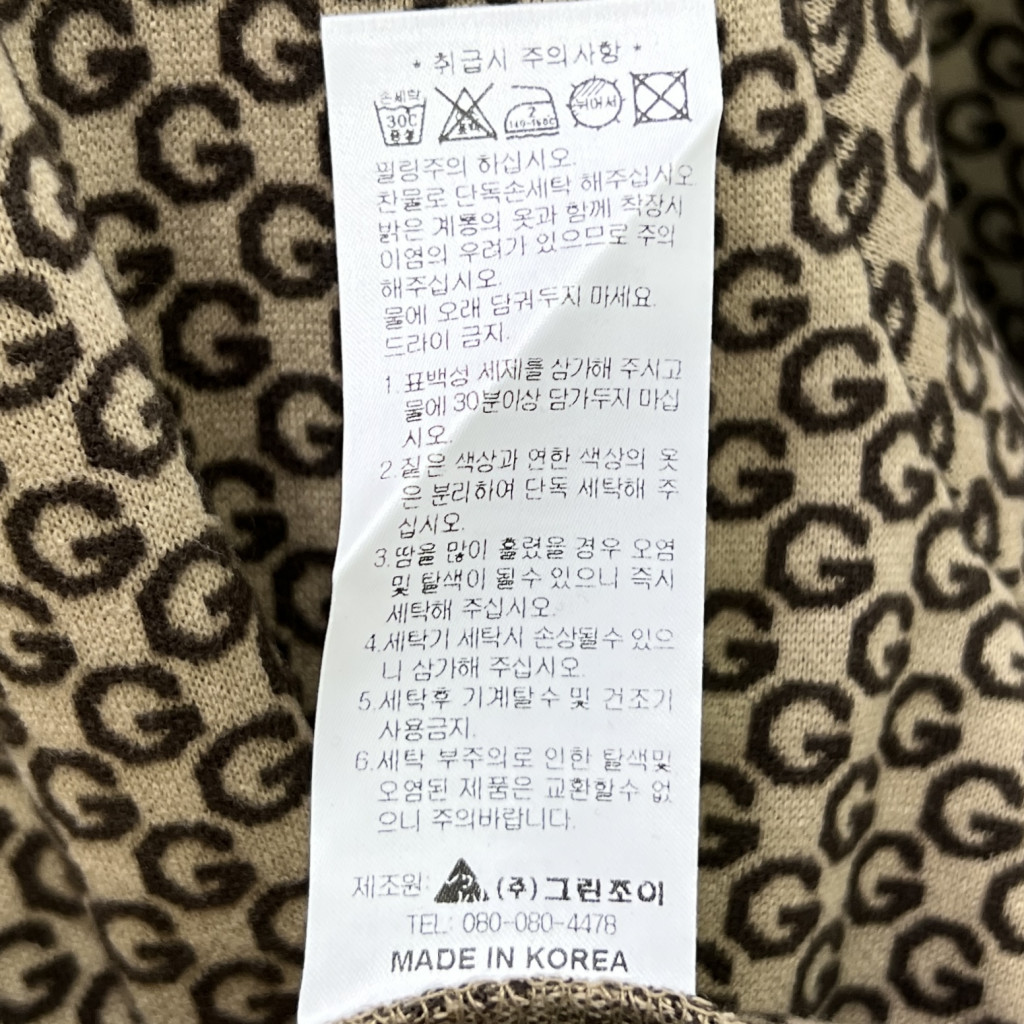 * 취급시 주의사항 *
손세탁
30C
중성
2
140~160C
뉘어서
필링주의 하십시오.
찬물로 단독손세탁 해주십시오
밝은 계통의 옷과 함께 착장시
이염의 우려가 있으므로 주의
해주십시오.
물에 오래 담궈두지 마세요.
드라이 금지.
1. 표백성 세제를 삼가해 주시고
물에 30분이상 담가두지 마십
시오.
2. 짙은 색상과 연한 색상의 옷
은 분리하여 단독 세탁해 주
십시오.
3. 땀을 많이 흘렸을 경우 오염
및 탈색이 될수 있으니 즉시
세탁해 주십시오.
4. 세탁기 세탁시 손상될수 있으
니 삼가해 주십시오.
5. 세탁후 기계탈수 및 건조기
사용금지.
6. 세탁 부주의로 인한 탈색및
오염된 제품은 교환할수 없
으니 주의바랍니다.
제조원: (주)그린조이
TEL: 080-080-4478
MADE IN KOREA